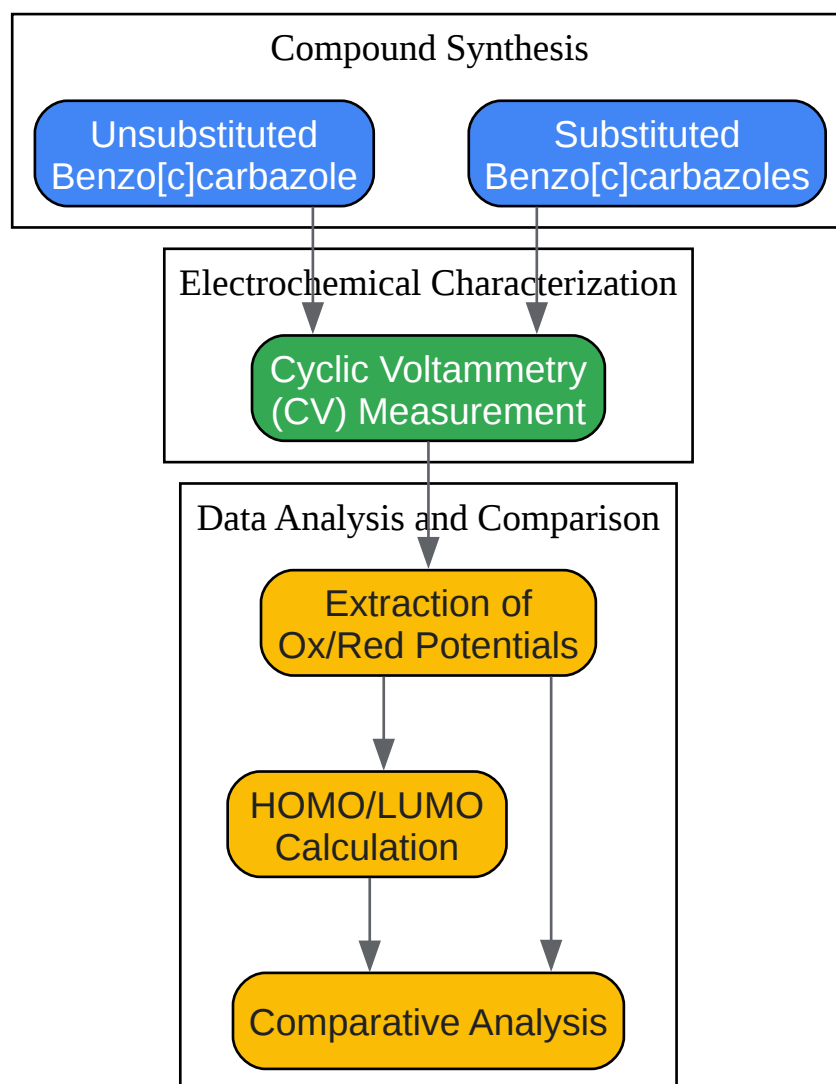 Compound Synthesis
Unsubstituted
Benzo[c]carbazole
Substituted
Benzo[c]carbazoles
Electrochemical Characterization
Cyclic Voltammetry
(CV) Measurement
Data Analysis and Comparison
Extraction of
Ox/Red Potentials
HOMO/LUMO
Calculation
Comparative Analysis